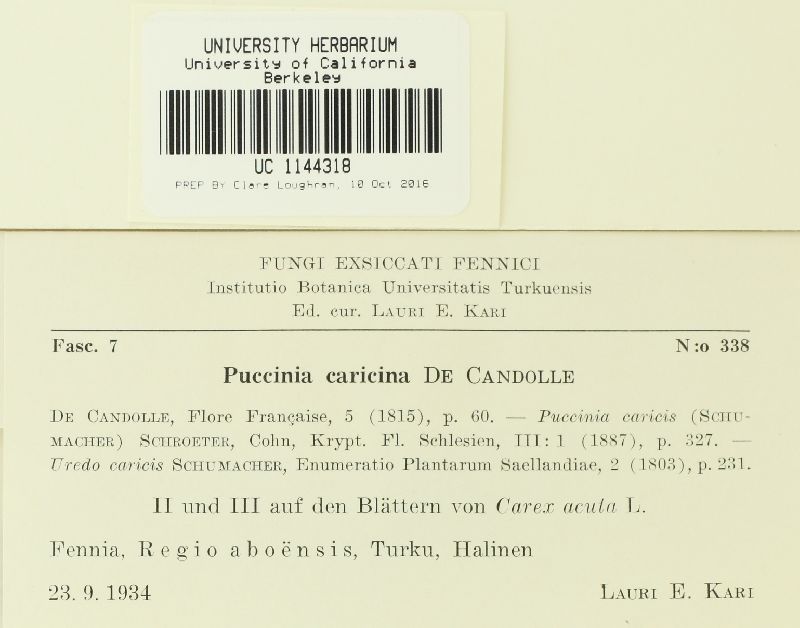 UNIVERSITY HERBARIUM
University of California
Berkeley
UC 1144318
PREP BY Clare Loughran, 10 Oct 2016
FUNGI EXSICCATI FENNICI
Institutio Botanica Universitatis Turkuensis
Ed. cur. LAURI E. KARI
Fasc. 7 N:o 338
Puccinia caricina DE CANDOLLE
DE CANDOLLE, Flore Française, 5 (1815), p. 60. — Puccinia caricis (SCHU-
MACHER) SCHROETER, Cohn, Krypt. Fl. Schlesien, III: 1 (1887), p. 327. —
Uredo caricis SCHUMACHER, Enumeratio Plantarum Saellandiae, 2 (1803), p. 231.
II und III auf den Blättern von Carex acuta L.
Fennia, Regio aboënsis, Turku, Halinen
23. 9. 1934 LAURI E. KARI